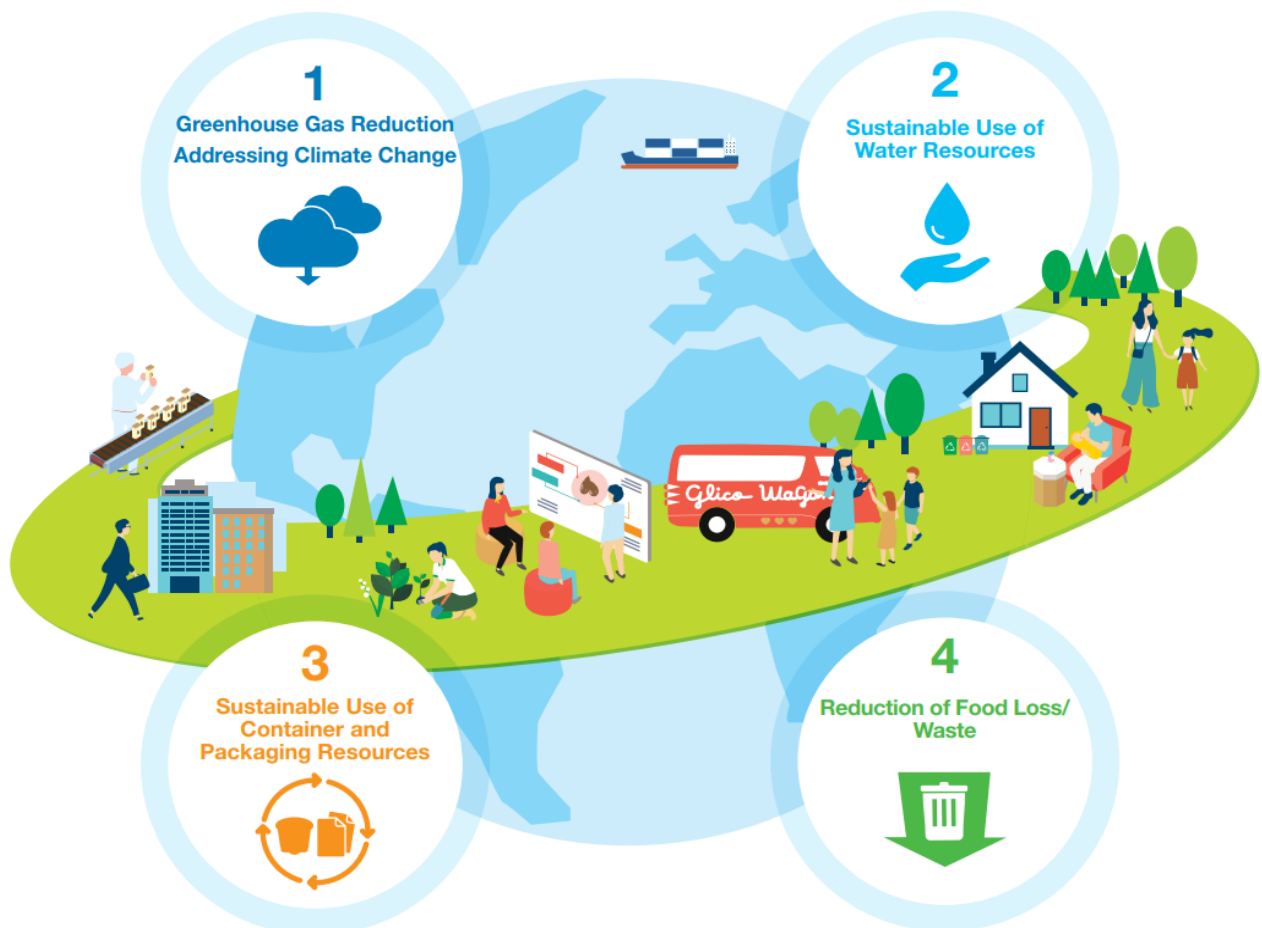 1
Greenhouse Gas Reduction
Addressing Climate Change
2
Sustainable Use of
Water Resources
Glico WaGon
3
Sustainable Use of
Container and
Packaging Resources
4
Reduction of Food Loss/
Waste